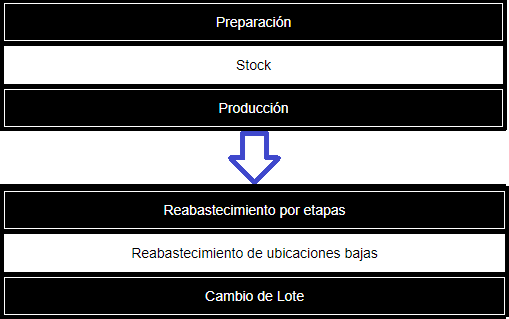 Preparación
Stock
Producción
Reabastecimiento por etapas
Reabastecimiento de ubicaciones bajas
Cambio de Lote